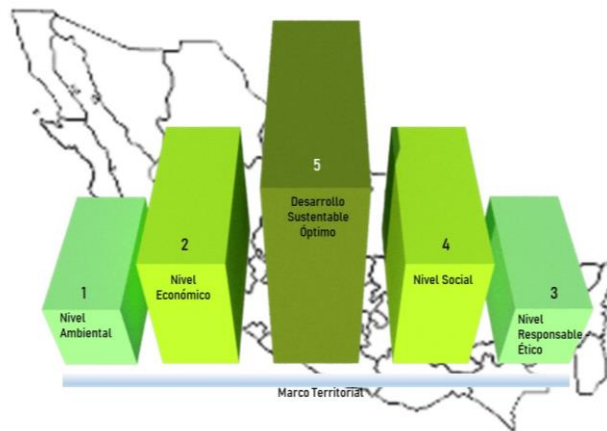 5
Desarrollo
Sustentable
Óptimo
2
Nivel
Económico
4
Nivel Social
1
Nivel
Ambiental
3
Nivel
Responsable
Ético
Marco Territorial